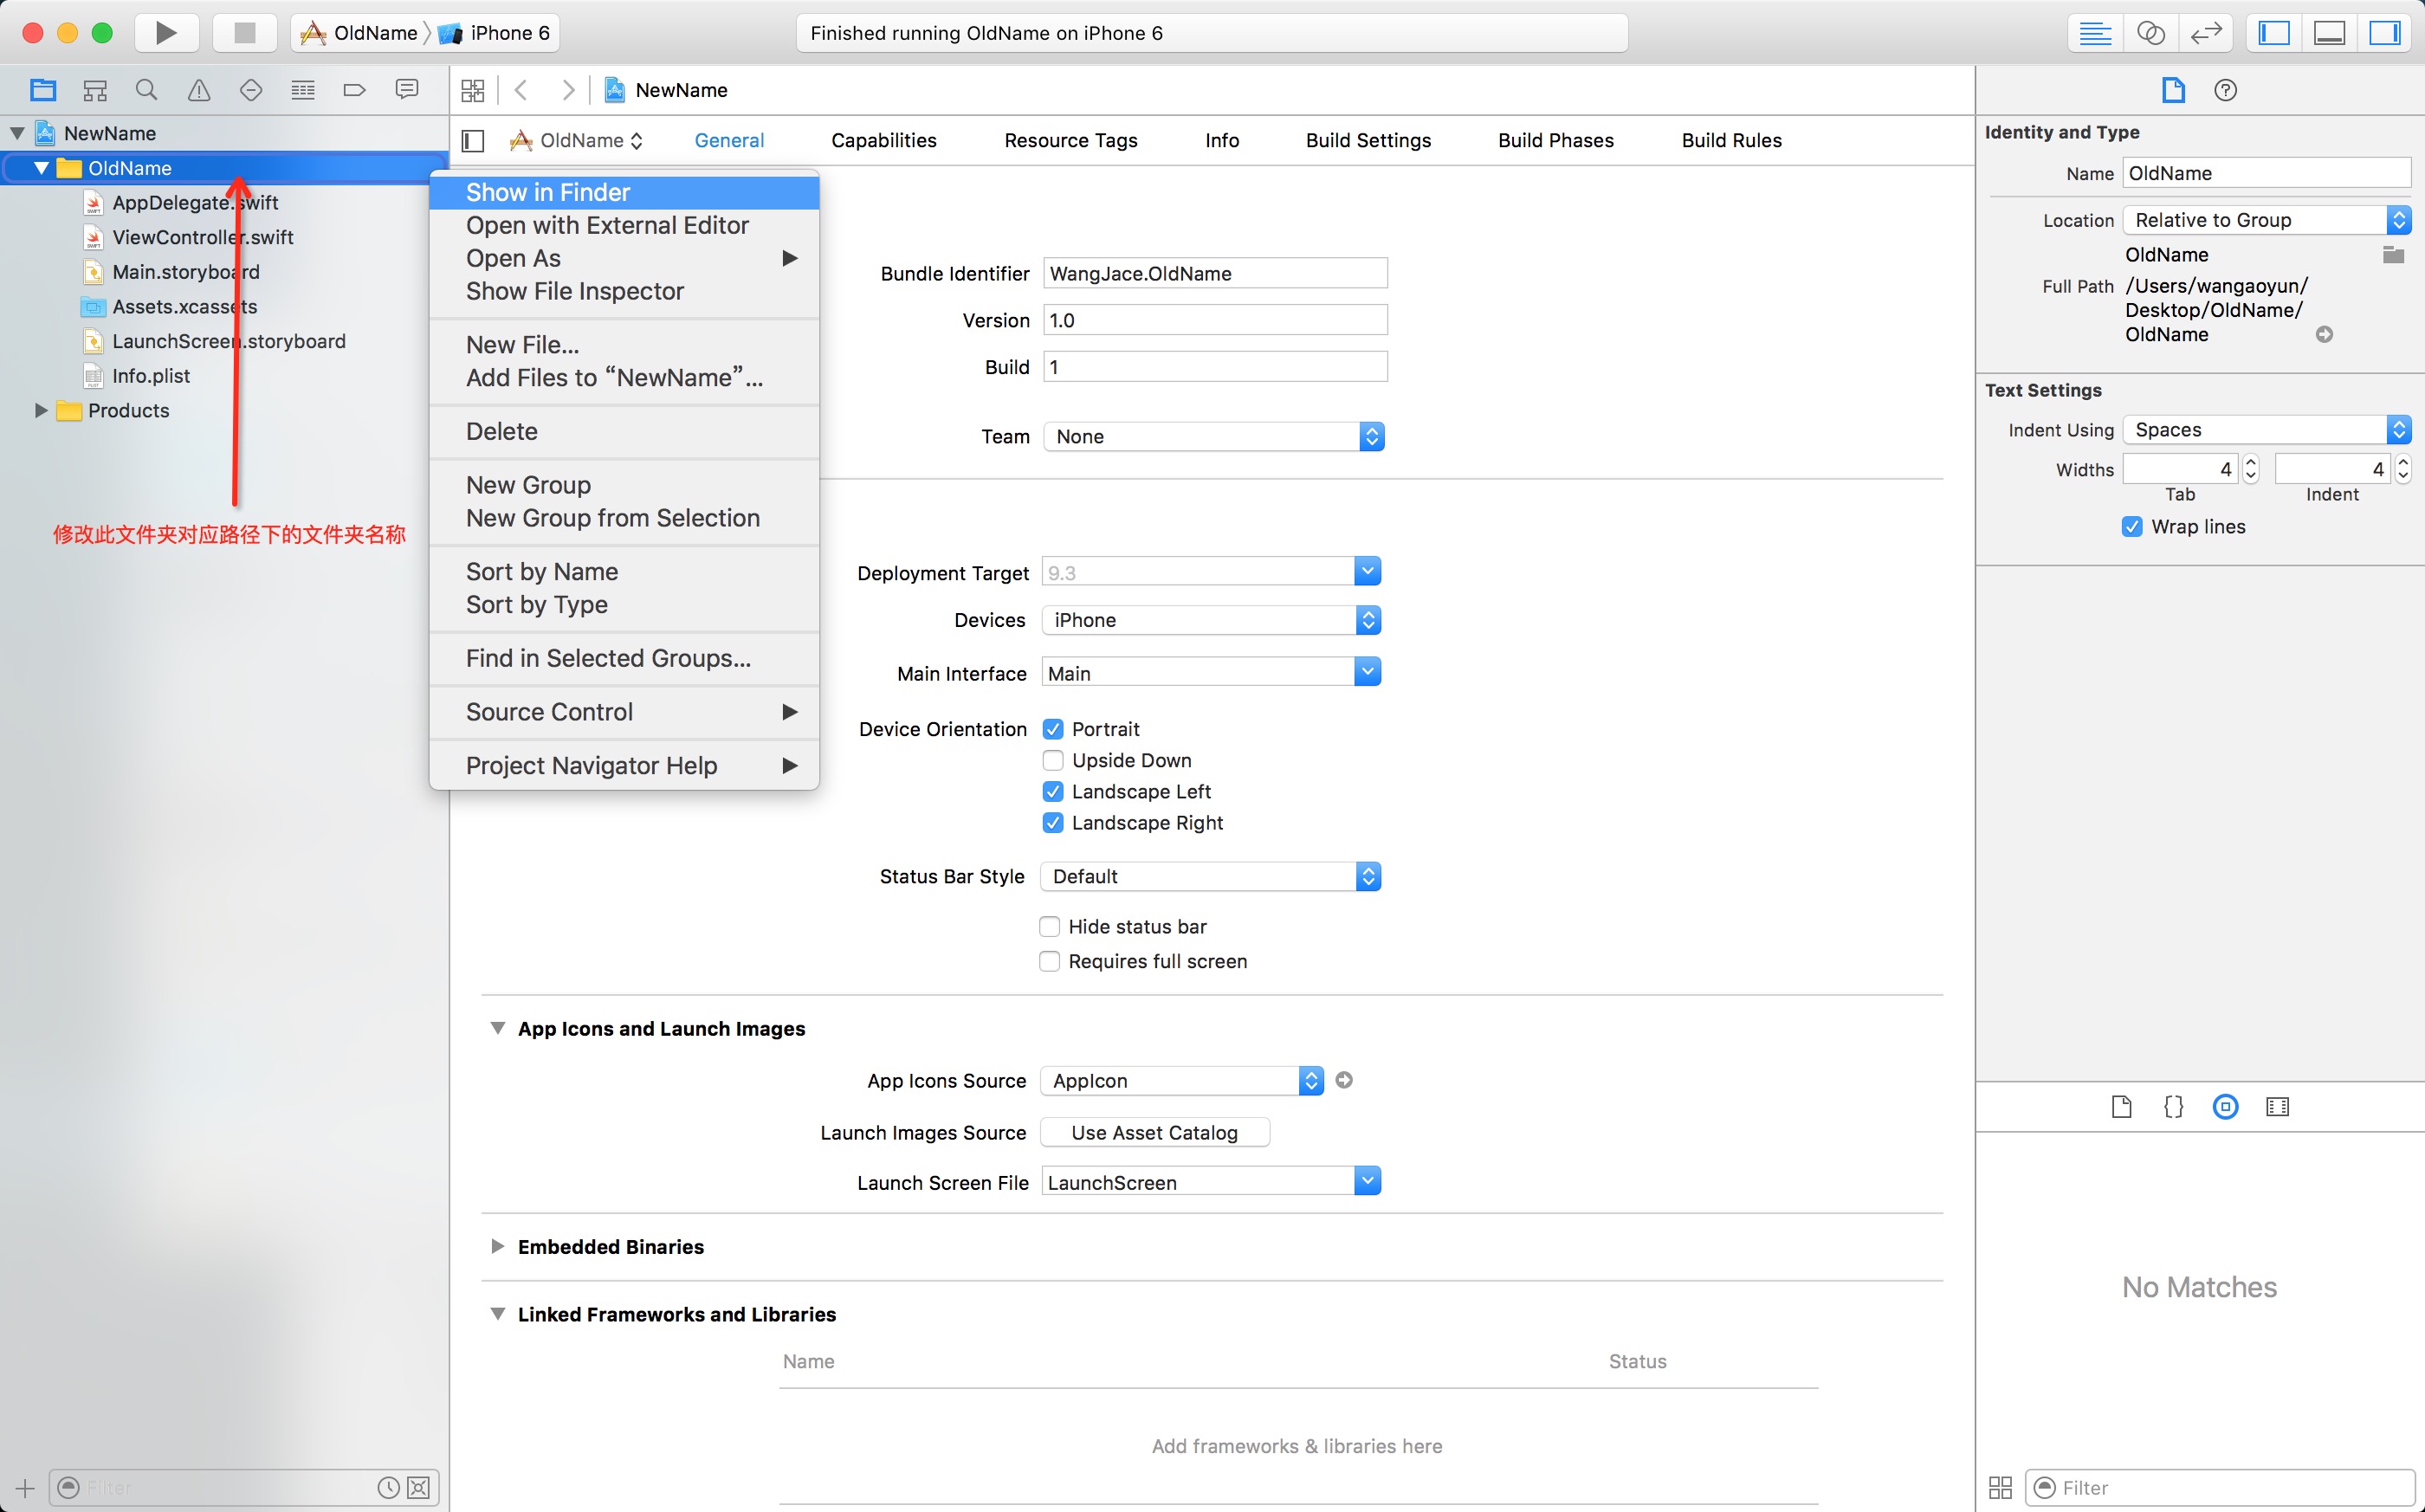 OldName 〉 iPhone 6
Finished running OldName on iPhone 6
NewName
OldName
AppDelegate.swift
ViewController.swift
Main.storyboard
Assets.xcassets
LaunchScreen.storyboard
Info.plist
Products
修改此文件夹对应路径下的文件夹名称
Filter
Show in Finder
Open with External Editor
Open As
Show File Inspector
New File...
Add Files to “NewName”...
Delete
New Group
New Group from Selection
Sort by Name
Sort by Type
Find in Selected Groups...
Source Control
Project Navigator Help
NewName
OldName General Capabilities Resource Tags Info Build Settings Build Phases Build Rules
Bundle Identifier WangJace.OldName
Version 1.0
Build 1
Team None
Deployment Target 9.3
Devices iPhone
Main Interface Main
Device Orientation Portrait
Upside Down
Landscape Left
Landscape Right
Status Bar Style Default
Hide status bar
Requires full screen
App Icons and Launch Images
App Icons Source AppIcon
Launch Images Source Use Asset Catalog
Launch Screen File LaunchScreen
Embedded Binaries
Linked Frameworks and Libraries
Name Status
Add frameworks & libraries here
Identity and Type
Name OldName
Location Relative to Group
OldName
Full Path /Users/wangaoyun/
Desktop/OldName/
OldName
Text Settings
Indent Using Spaces
Widths 4 4
Tab Indent
Wrap lines
No Matches
Filter